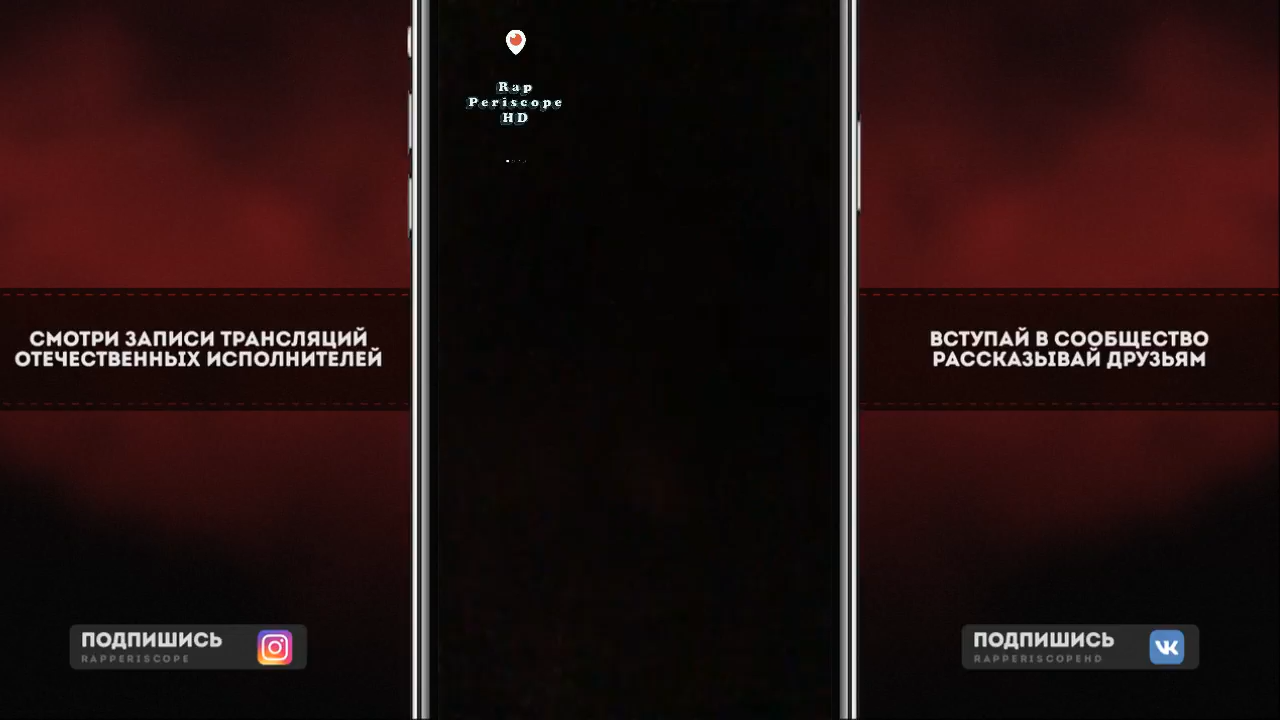 Rap
Periscope
HD
СМОТРИ ЗАПИСИ ТРАНСЛЯЦИЙ
ОТЕЧЕСТВЕННЫХ ИСПОЛНИТЕЛЕЙ
ВСТУПАЙ В СООБЩЕСТВО
РАССКАЗЫВАЙ ДРУЗЬЯМ
ПОДПИШИСЬ
RAPPERISCOPE
ПОДПИШИСЬ
RAPPERISCOPEHD